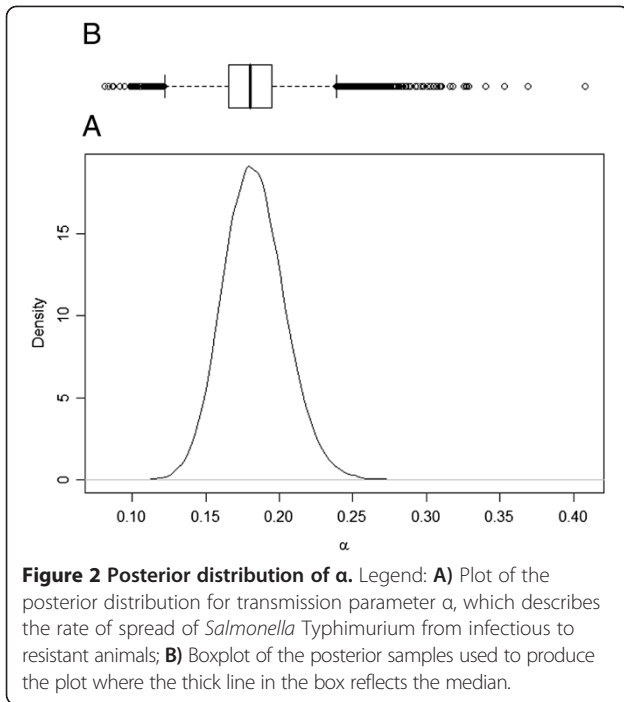 B
A
Density
0
5
10
15
0.10 0.15 0.20 0.25 0.30 0.35 0.40
α
Figure 2 Posterior distribution of α. Legend: A) Plot of the
posterior distribution for transmission parameter α, which describes
the rate of spread of Salmonella Typhimurium from infectious to
resistant animals; B) Boxplot of the posterior samples used to produce
the plot where the thick line in the box reflects the median.